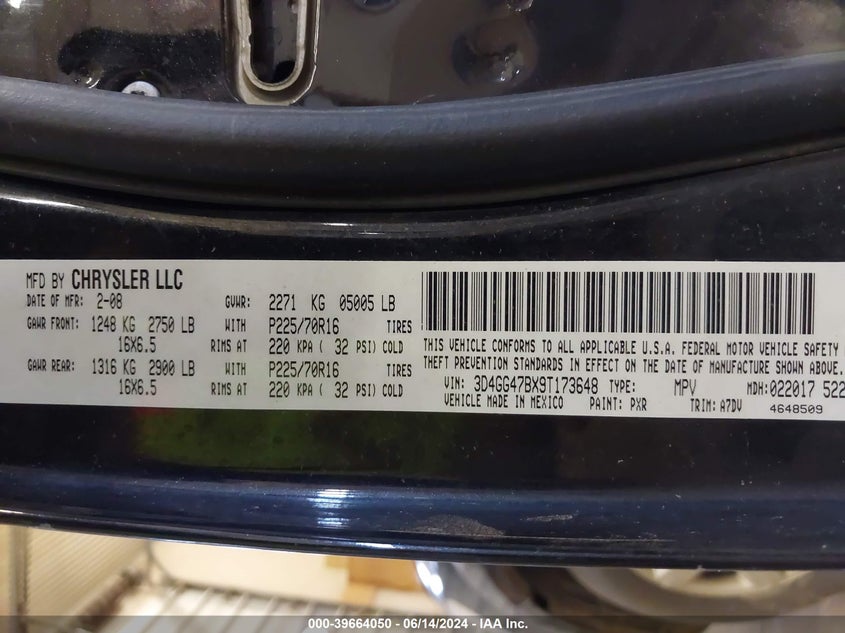 MFD BY CHRYSLER LLC
DATE OF MFR: 2-08 GVWR: 2271 KG 05005 LB
GAWR FRONT: 1248 KG 2750 LB WITH P225/70R16 TIRES
16X6.5 RIMS AT 220 KPA ( 32 PSI) COLD
GAWR REAR: 1316 KG 2900 LB WITH P225/70R16 TIRES
16X6.5 RIMS AT 220 KPA ( 32 PSI) COLD
THIS VEHICLE CONFORMS TO ALL APPLICABLE U.S.A. FEDERAL MOTOR VEHICLE SAFETY
THEFT PREVENTION STANDARDS IN EFFECT ON THE DATE OF MANUFACTURE SHOWN ABOVE
VIN: 3D4GG47BX9T173648 TYPE: MPV MDH: 022017 522
VEHICLE MADE IN MEXICO PAINT: PXR TRIM: A7DV 4648509
000-39664050 - 06/14/2024 - IAA Inc.